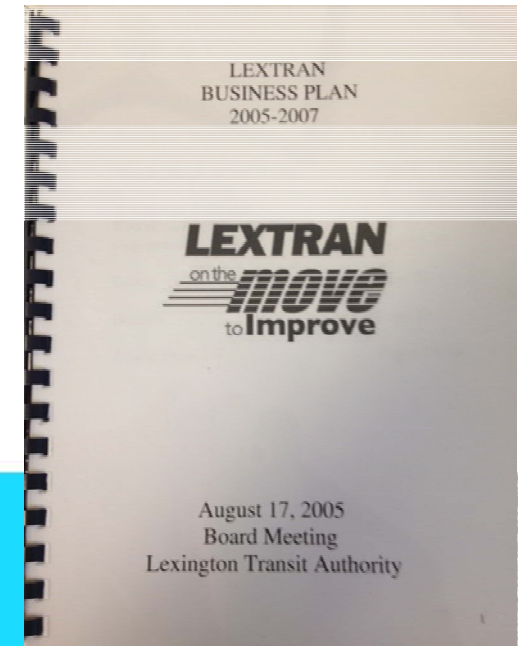 LEXTRAN
BUSINESS PLAN
2005-2007
LEXTRAN
on the move
to Improve
August 17, 2005
Board Meeting
Lexington Transit Authority
1